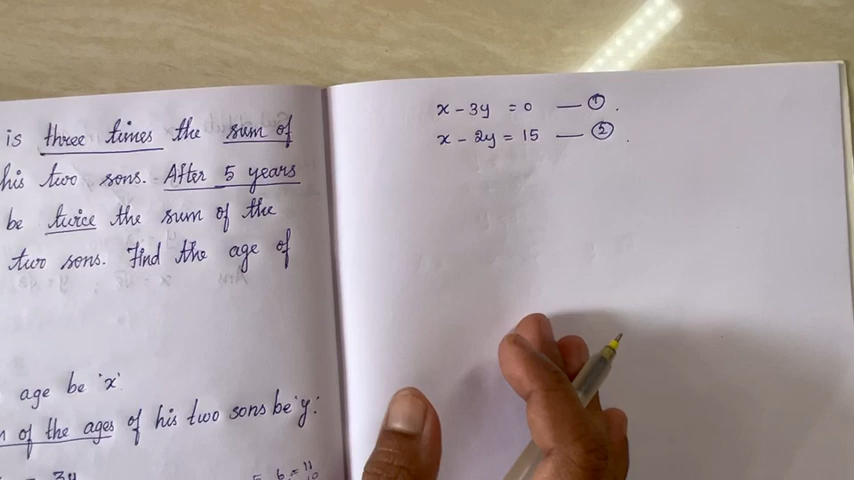 is three times the sum of
his two sons. After 5 years
be twice the sum of the
two sons. Find the age of
age be 'x'
of the ages of his two sons be 'y'.
= 3y
x - 3y = 0 — ①.
x - 2y = 15 — ②.